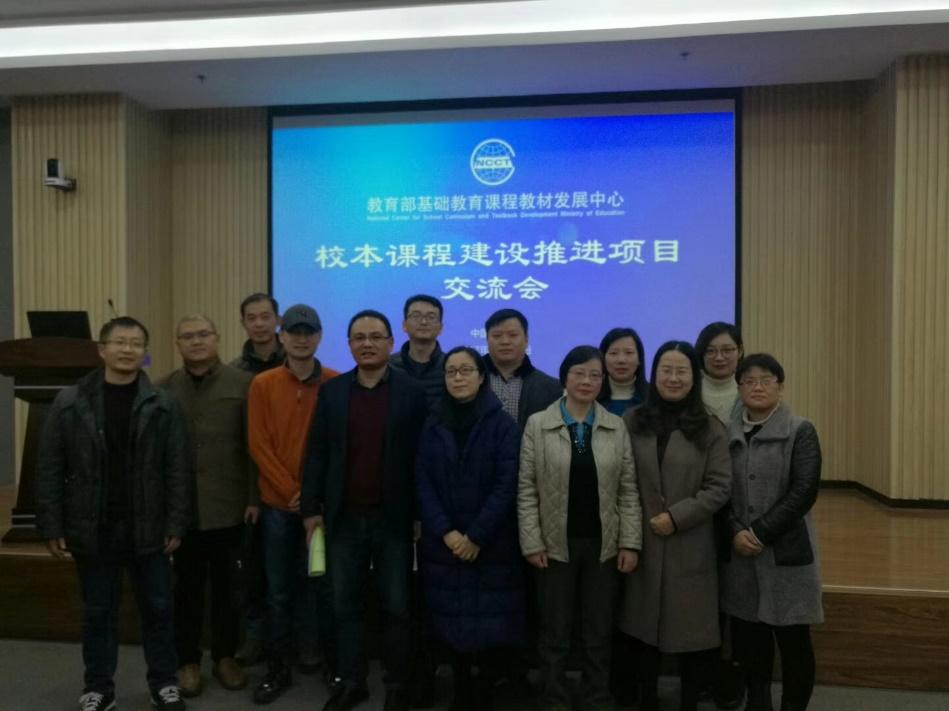 NCCT
教育部基础教育课程教材发展中心
National Center for School Curriculum and Textbook Development Ministry of Education
校本课程建设推进项目
交流会
中国